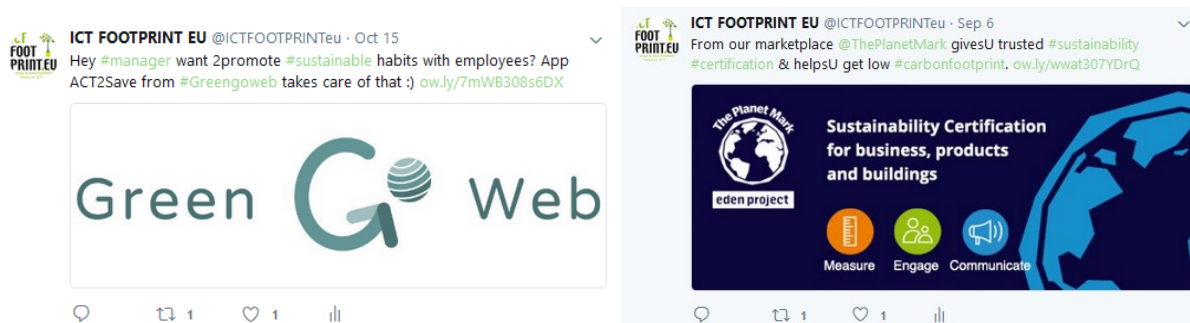 ICT FOOTPRINT EU @ICTFOOTPRINTeu · Oct 15
Hey #manager want 2promote #sustainable habits with employees? App
ACT2Save from #Greengoweb takes care of that :) ow.ly/7mWB308s6DX
FOOT
PRINT.EU
Green Go Web
1
1
ICT FOOTPRINT EU @ICTFOOTPRINTeu · Sep 6
From our marketplace @ThePlanetMark givesU trusted #sustainability
#certification & helpsU get low #carbonfootprint. ow.ly/wwat307YDrQ
FOOT
PRINT.EU
The Planet Mark
eden project
Sustainability Certification
for business, products
and buildings
Measure Engage Communicate
1
1